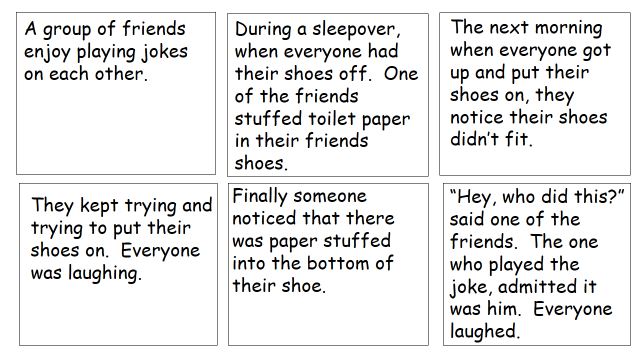 A group of friends
enjoy playing jokes
on each other.
During a sleepover,
when everyone had
their shoes off.  One
of the friends
stuffed toilet paper
in their friends
shoes.
The next morning
when everyone got
up and put their
shoes on, they
notice their shoes
didn't fit.
They kept trying and
trying to put their
shoes on.  Everyone
was laughing.
Finally someone
noticed that there
was paper stuffed
into the bottom of
their shoe.
“Hey, who did this?”
said one of the
friends.  The one
who played the
joke, admitted it
was him.  Everyone
laughed.